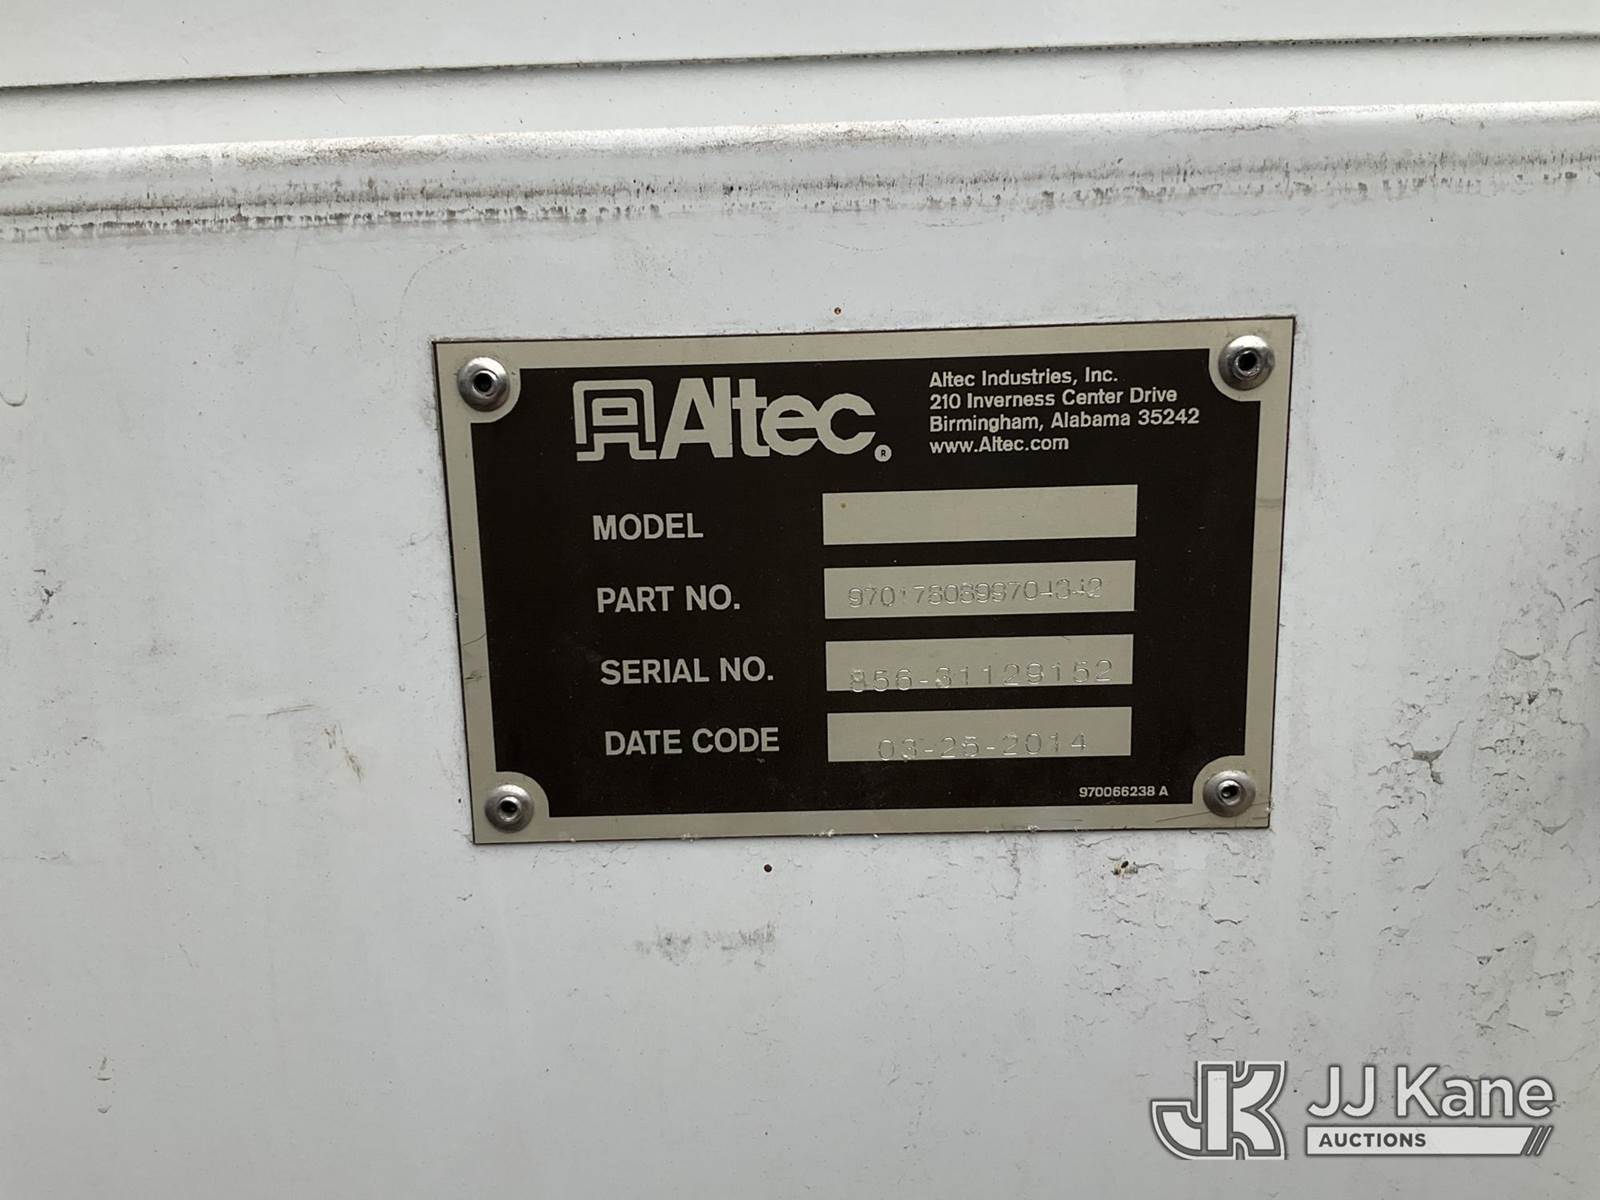 Altec®
Altec Industries, Inc.
210 Inverness Center Drive
Birmingham, Alabama 35242
www.Altec.com
MODEL
PART NO.
SERIAL NO. 856-31129152
DATE CODE 03-25-2014
970066238 A
JK JJ Kane
AUCTIONS